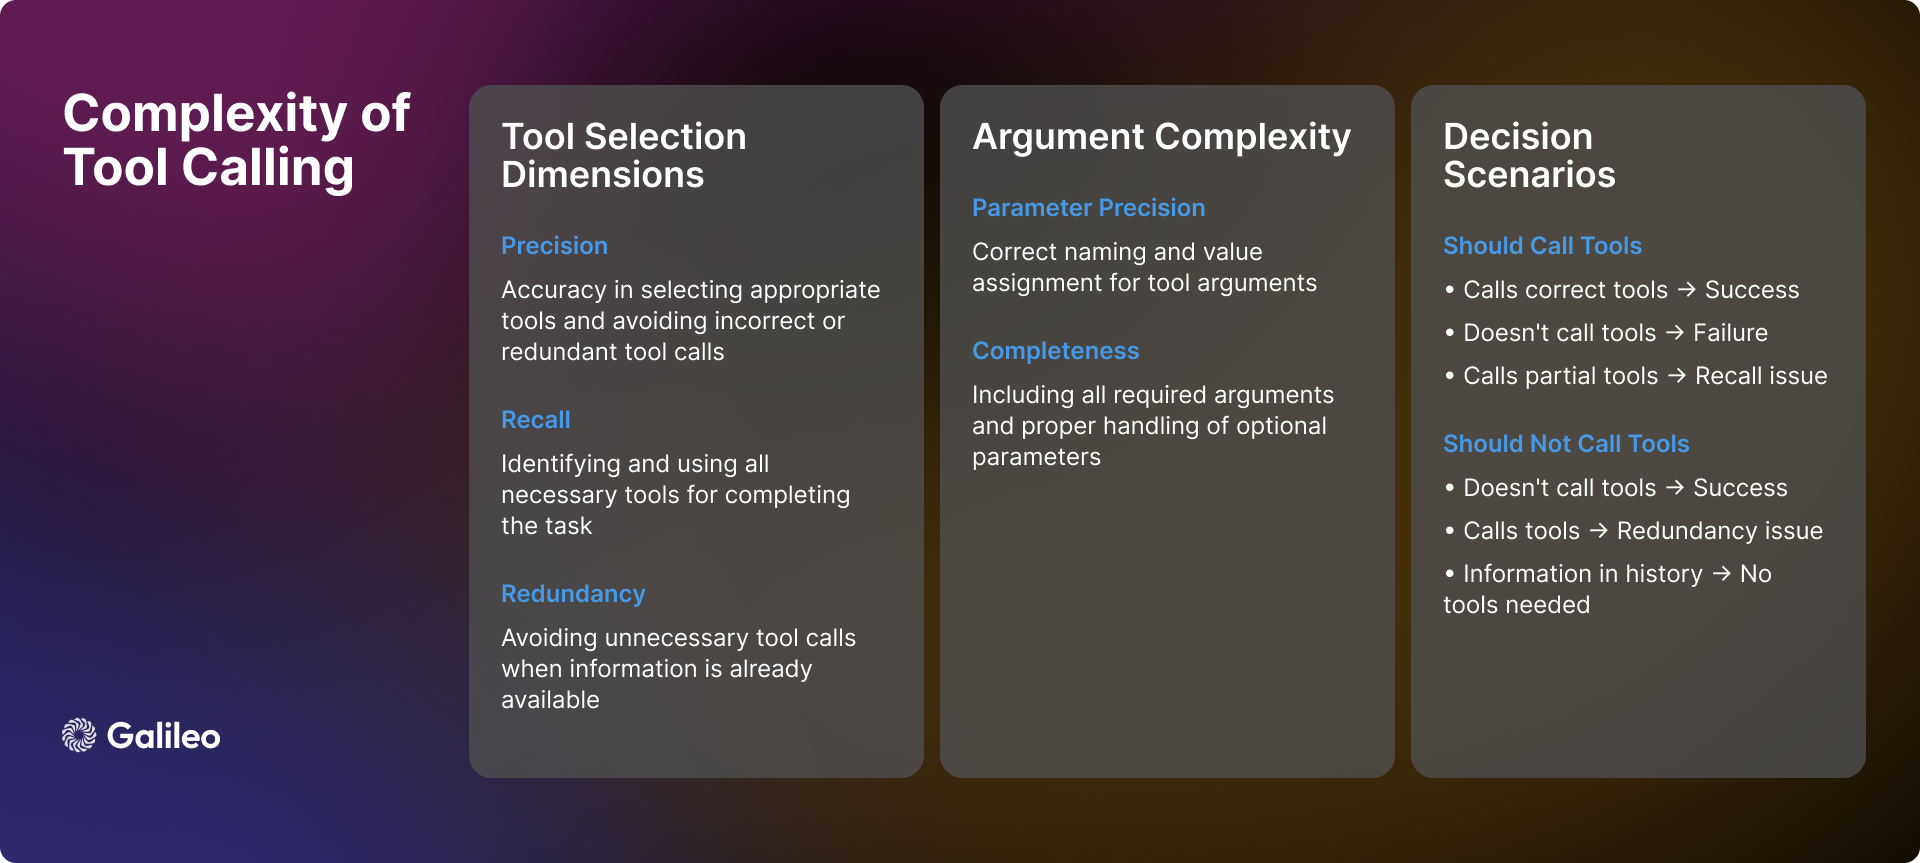 Complexity of
Tool Calling
Tool Selection
Dimensions
Precision
Accuracy in selecting appropriate
tools and avoiding incorrect or
redundant tool calls
Recall
Identifying and using all
necessary tools for completing
the task
Redundancy
Avoiding unnecessary tool calls
when information is already
available
Argument Complexity
Parameter Precision
Correct naming and value
assignment for tool arguments
Completeness
Including all required arguments
and proper handling of optional
parameters
Decision
Scenarios
Should Call Tools
• Calls correct tools → Success
• Doesn't call tools → Failure
• Calls partial tools → Recall issue
Should Not Call Tools
• Doesn't call tools → Success
• Calls tools → Redundancy issue
• Information in history → No
tools needed
Galileo